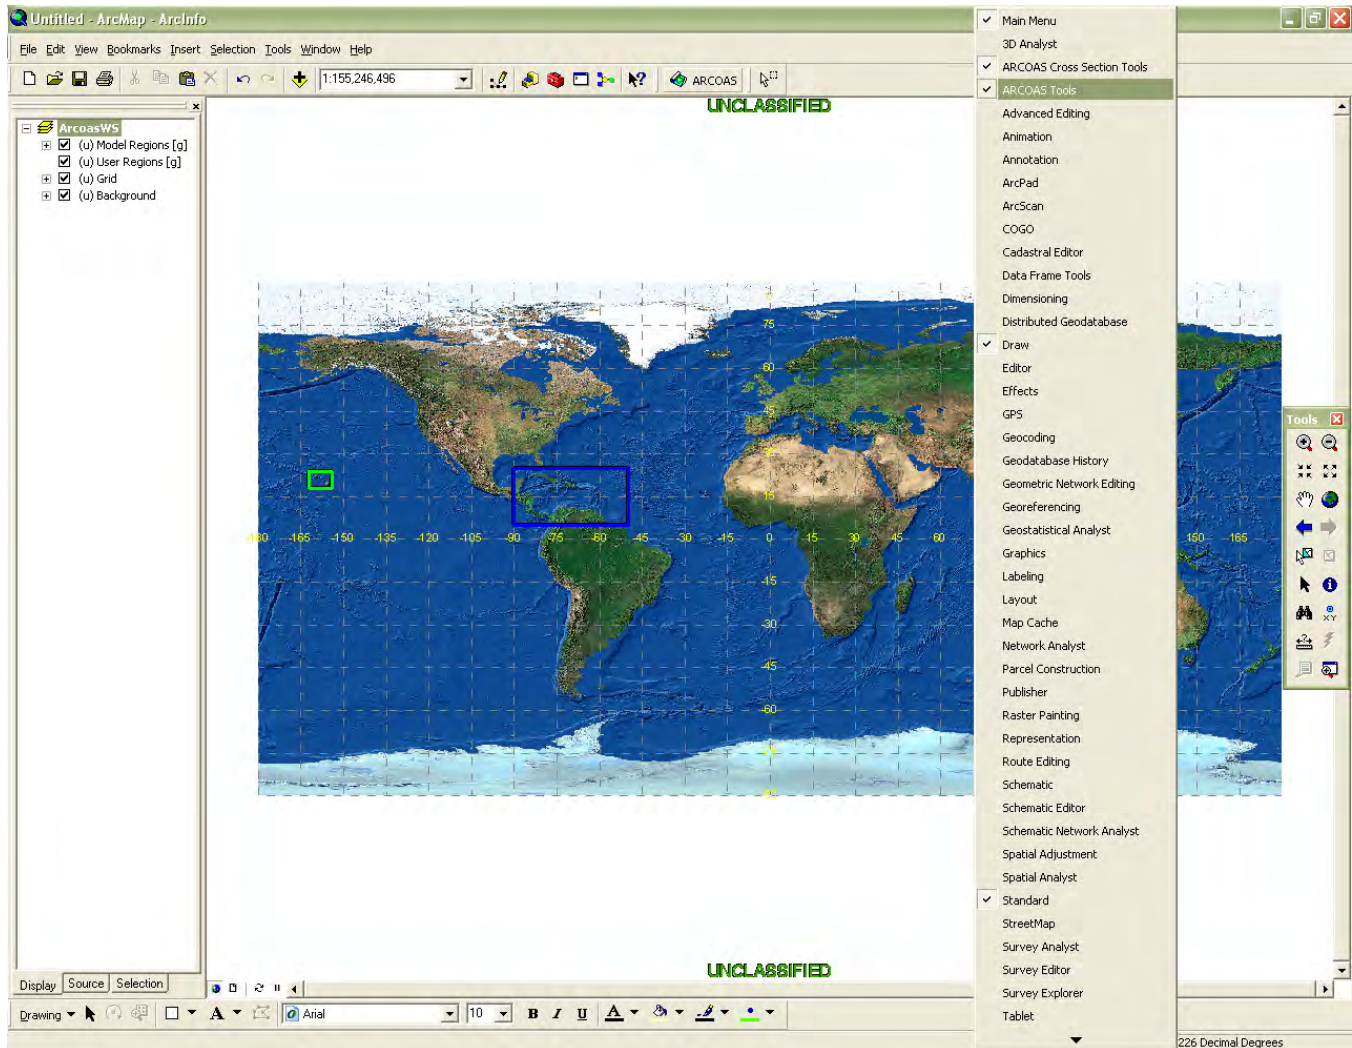 Untitled - ArcMap - ArcInfo
File Edit View Bookmarks Insert Selection Tools Window Help
1:155,246,496
ARCOAS
ArcoasWS
(u) Model Regions [g]
(u) User Regions [g]
(u) Grid
(u) Background
Display Source Selection
UNCLASSIFIED
75
60
45
30
15
-180 -165 -150 -135 -120 -105 -90 -75 -60 -45 -30 -15 0 15 30 45 60 150 165
-15
-30
-45
-60
-75
UNCLASSIFIED
Main Menu
3D Analyst
ARCOAS Cross Section Tools
ARCOAS Tools
Advanced Editing
Animation
Annotation
ArcPad
ArcScan
COGO
Cadastral Editor
Data Frame Tools
Dimensioning
Distributed Geodatabase
Draw
Editor
Effects
GPS
Geocoding
Geodatabase History
Geometric Network Editing
Georeferencing
Geostatistical Analyst
Graphics
Labeling
Layout
Map Cache
Network Analyst
Parcel Construction
Publisher
Raster Painting
Representation
Route Editing
Schematic
Schematic Editor
Schematic Network Analyst
Spatial Adjustment
Spatial Analyst
Standard
StreetMap
Survey Analyst
Survey Editor
Survey Explorer
Tablet
Tools
XY
Drawing A Arial 10 B I U A
226 Decimal Degrees